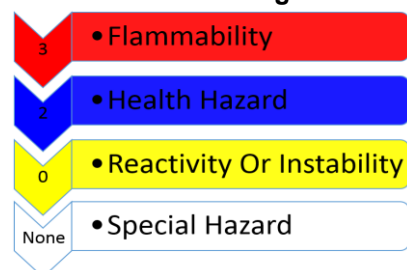 3
• Flammability
2
• Health Hazard
0
• Reactivity Or Instability
None
• Special Hazard